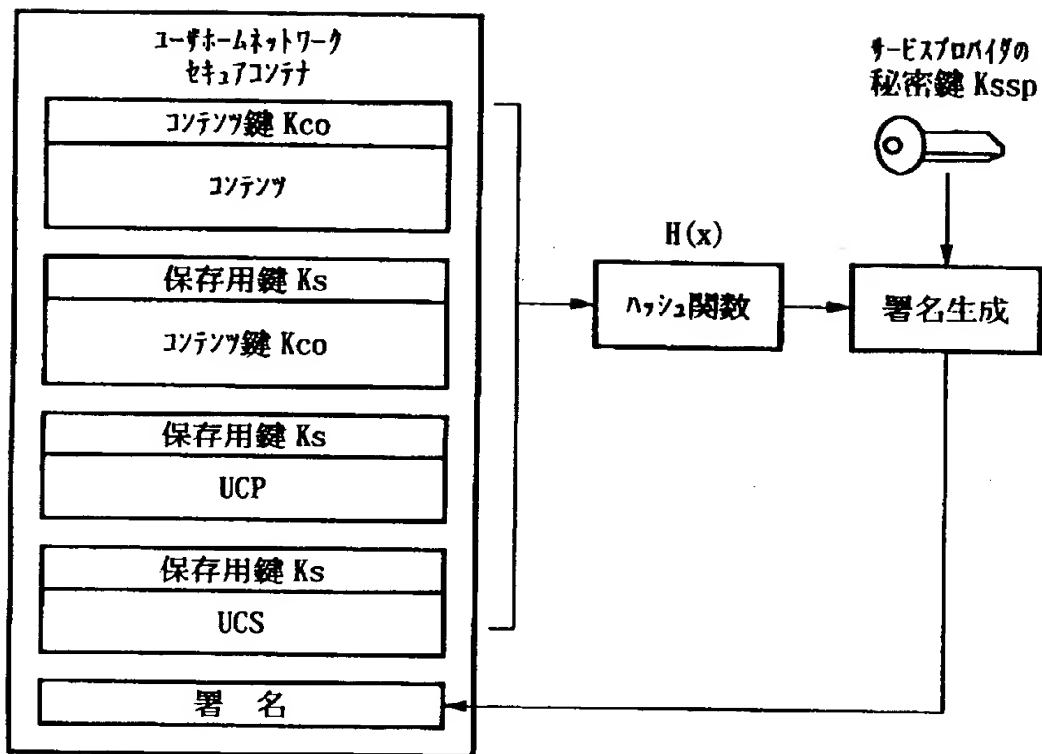 ユーザホームネットワーク
セキュアコンテナ
コンテンツ鍵 Kco
コンテンツ
保存用鍵 Ks
コンテンツ鍵 Kco
保存用鍵 Ks
UCP
保存用鍵 Ks
UCS
署 名
H(x)
ハッシュ関数
サービスプロバイダの
秘密鍵 Kssp
署名生成